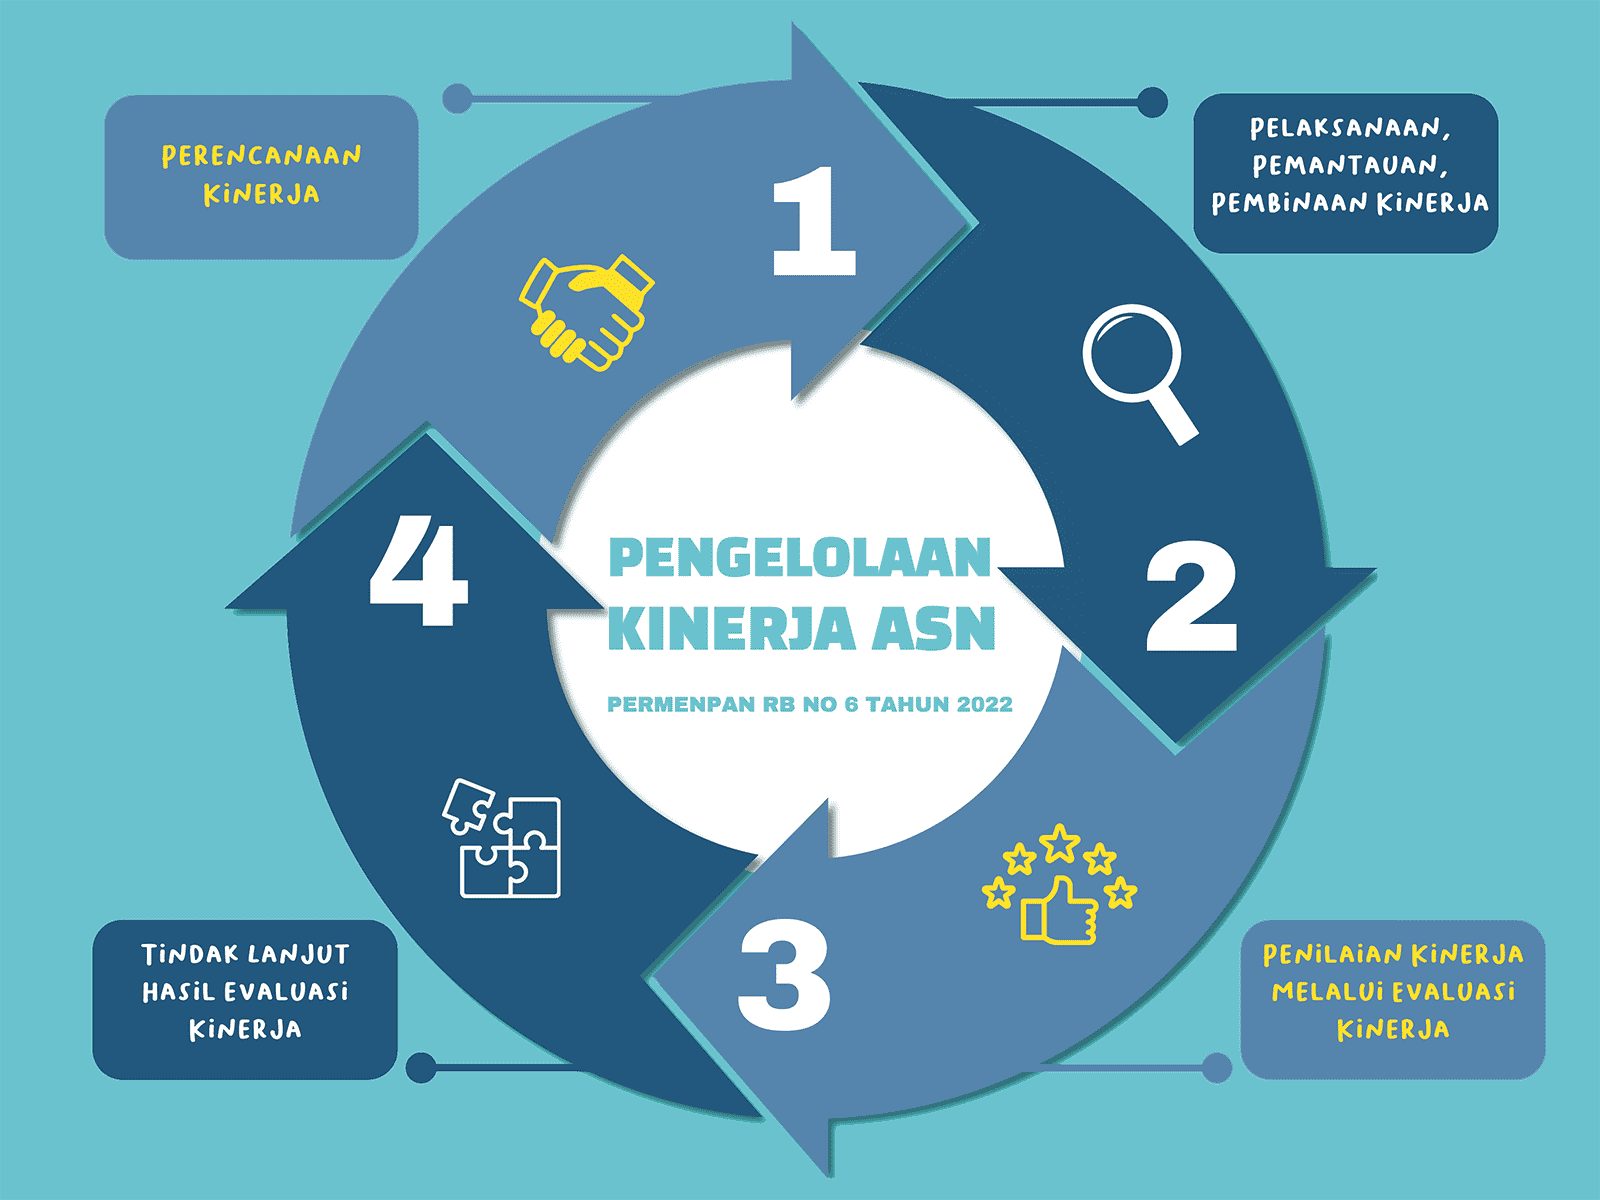 PERENCANAAN
KINERJA
1
PELAKSANAAN,
PEMANTAUAN,
PEMBINAAN KINERJA
4
2
PENGELOLAAN
KINERJA ASN
PERMENPAN RB NO 6 TAHUN 2022
3
TINDAK LANJUT
HASIL EVALUASI
KINERJA
PENILAIAN KINERJA
MELALUI EVALUASI
KINERJA